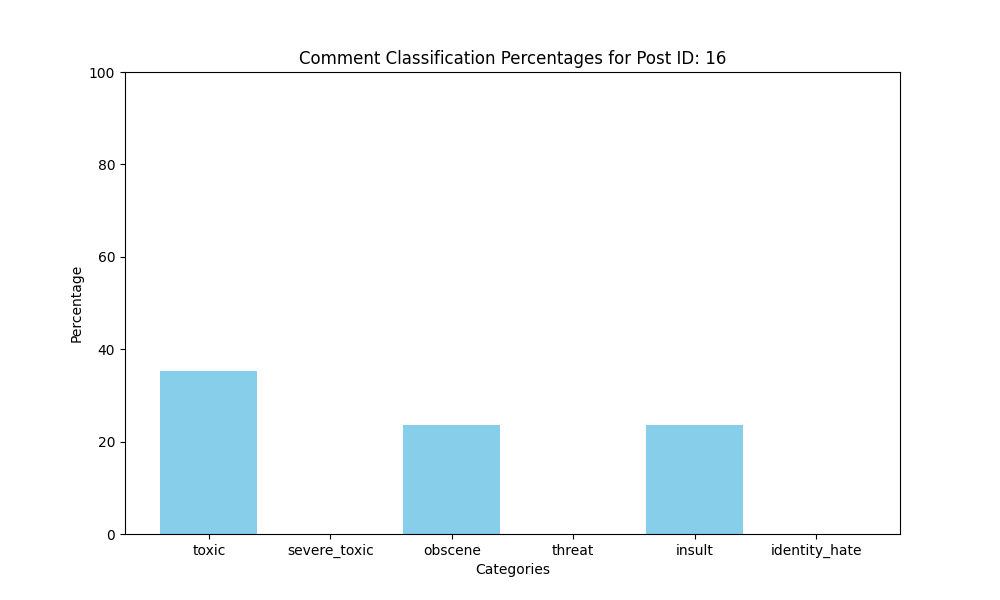 Comment Classification Percentages for Post ID: 16
100
80
60
40
20
0
Percentage
toxic severe_toxic obscene threat insult identity_hate
Categories